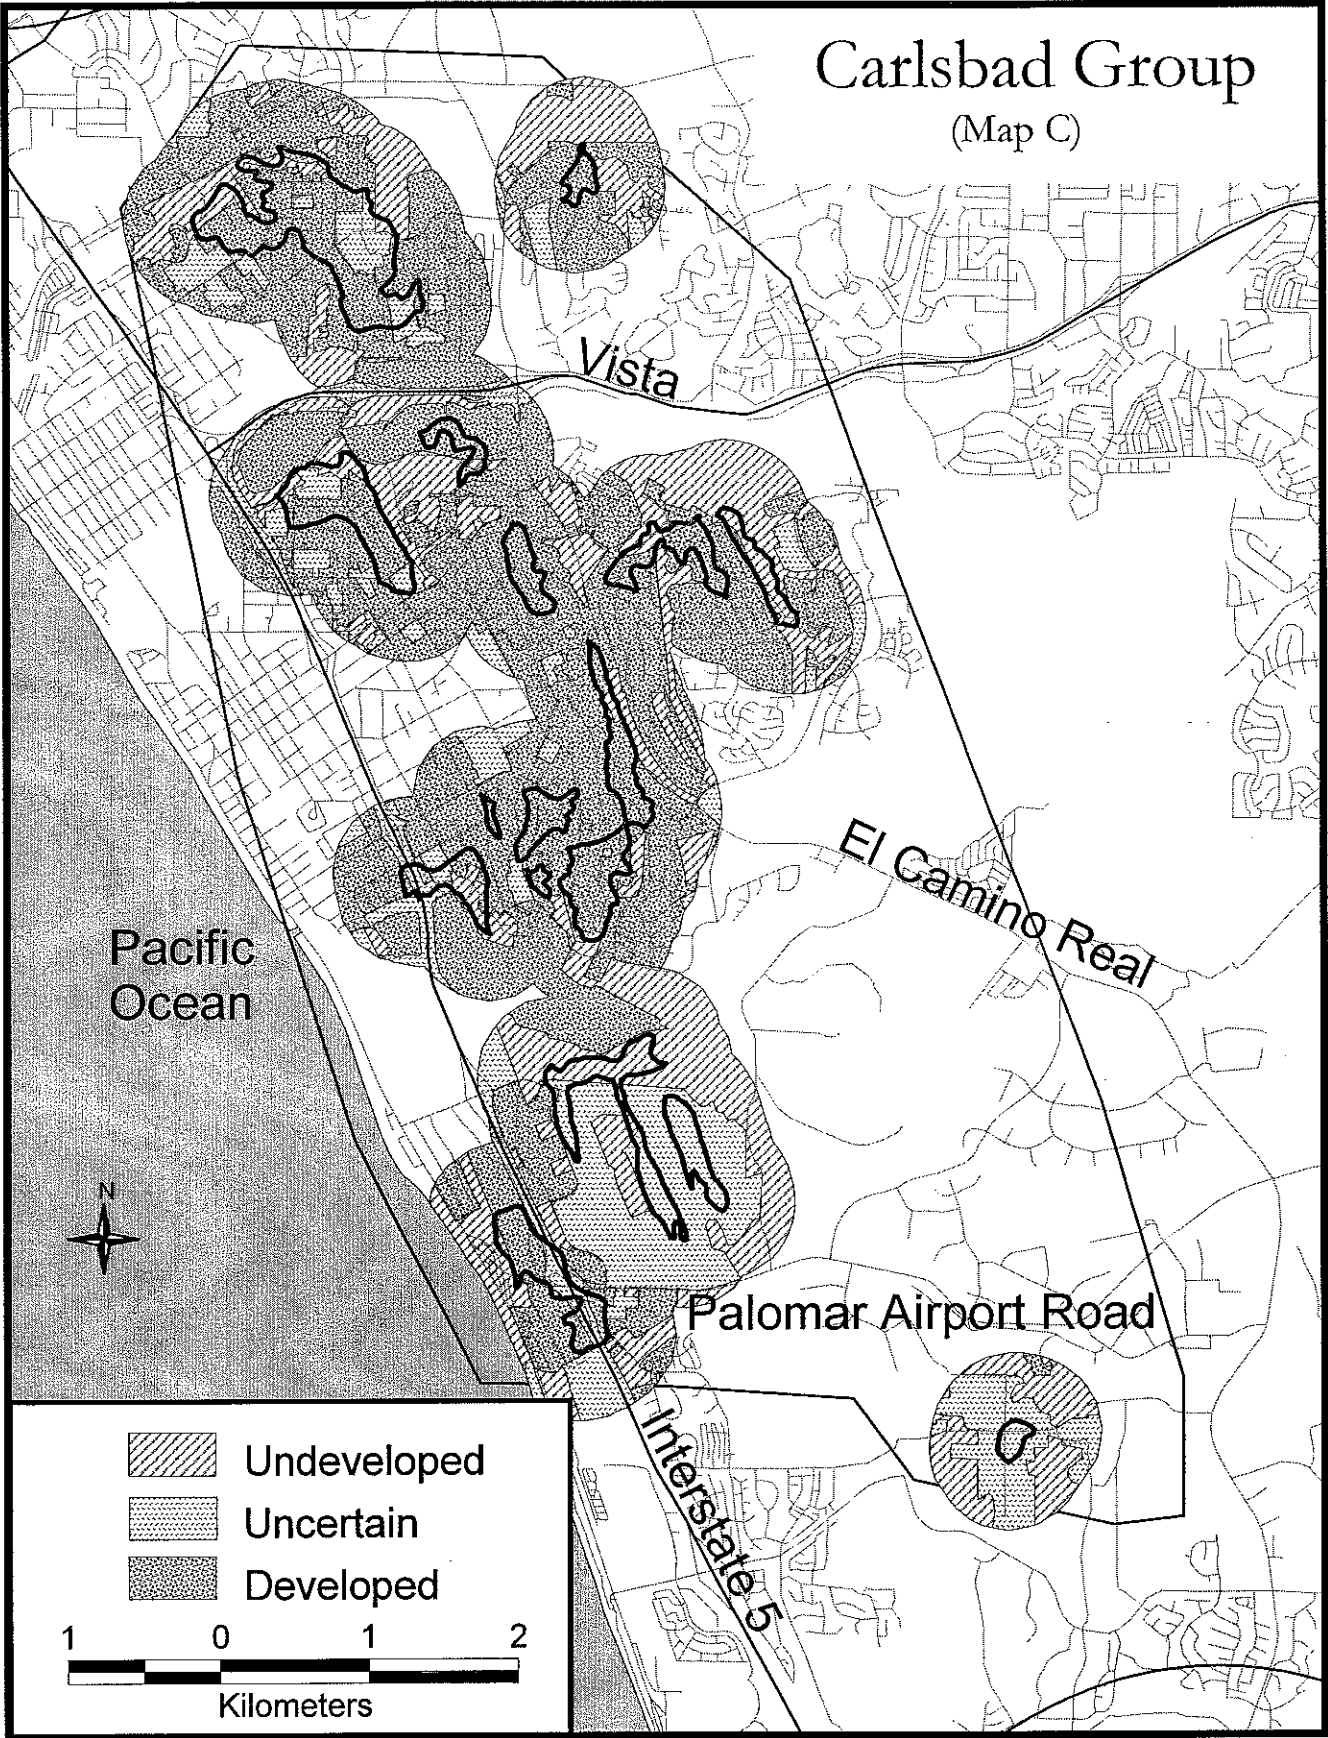 Carlsbad Group
(Map C)
Vista
El Camino Real
Pacific
Ocean
N
Palomar Airport Road
Interstate 5
Undeveloped
Uncertain
Developed
1 0 1 2
Kilometers